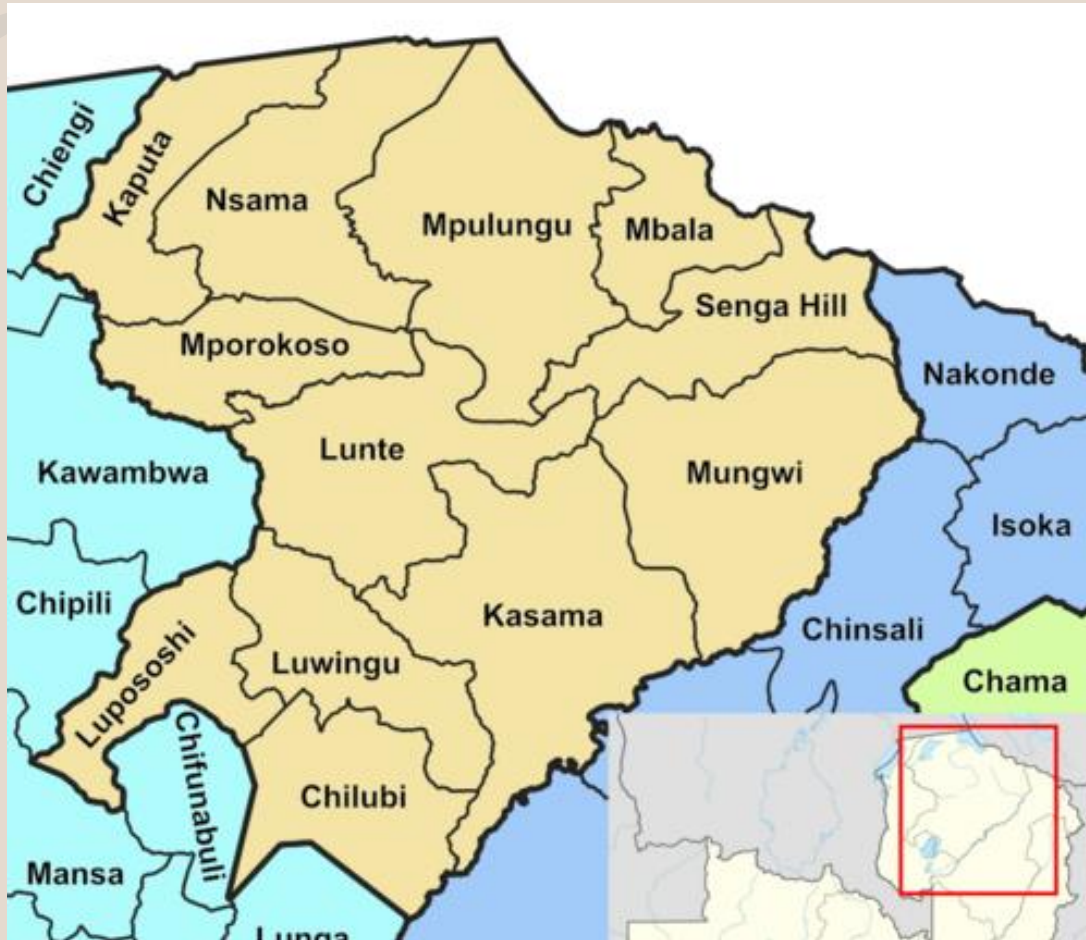 Chiengi
Kaputa
Nsama
Mpulungu
Mbala
Senga Hill
Mporokoso
Nakonde
Lunte
Kawambwa
Mungwi
Isoka
Chipili
Kasama
Chinsali
Lupososhi
Luwingu
Chama
Chifunabuli
Chilubi
Mansa
Lunga